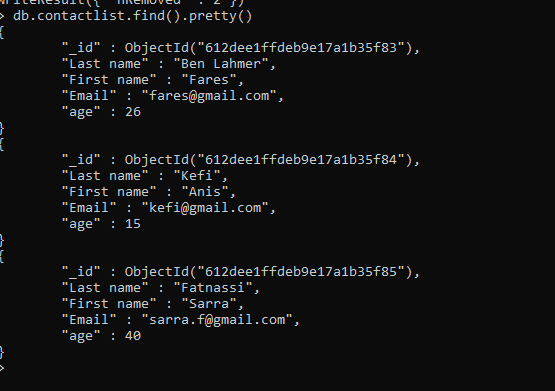 WriteResult({ "nRemoved" : 2 })
> db.contactlist.find().pretty()
{
        "_id" : ObjectId("612dee1ffdeb9e17a1b35f83"),
        "Last name" : "Ben Lahmer",
        "First name" : "Fares",
        "Email" : "fares@gmail.com",
        "age" : 26
}
{
        "_id" : ObjectId("612dee1ffdeb9e17a1b35f84"),
        "Last name" : "Kefi",
        "First name" : "Anis",
        "Email" : "kefi@gmail.com",
        "age" : 15
}
{
        "_id" : ObjectId("612dee1ffdeb9e17a1b35f85"),
        "Last name" : "Fatnassi",
        "First name" : "Sarra",
        "Email" : "sarra.f@gmail.com",
        "age" : 40
}
>